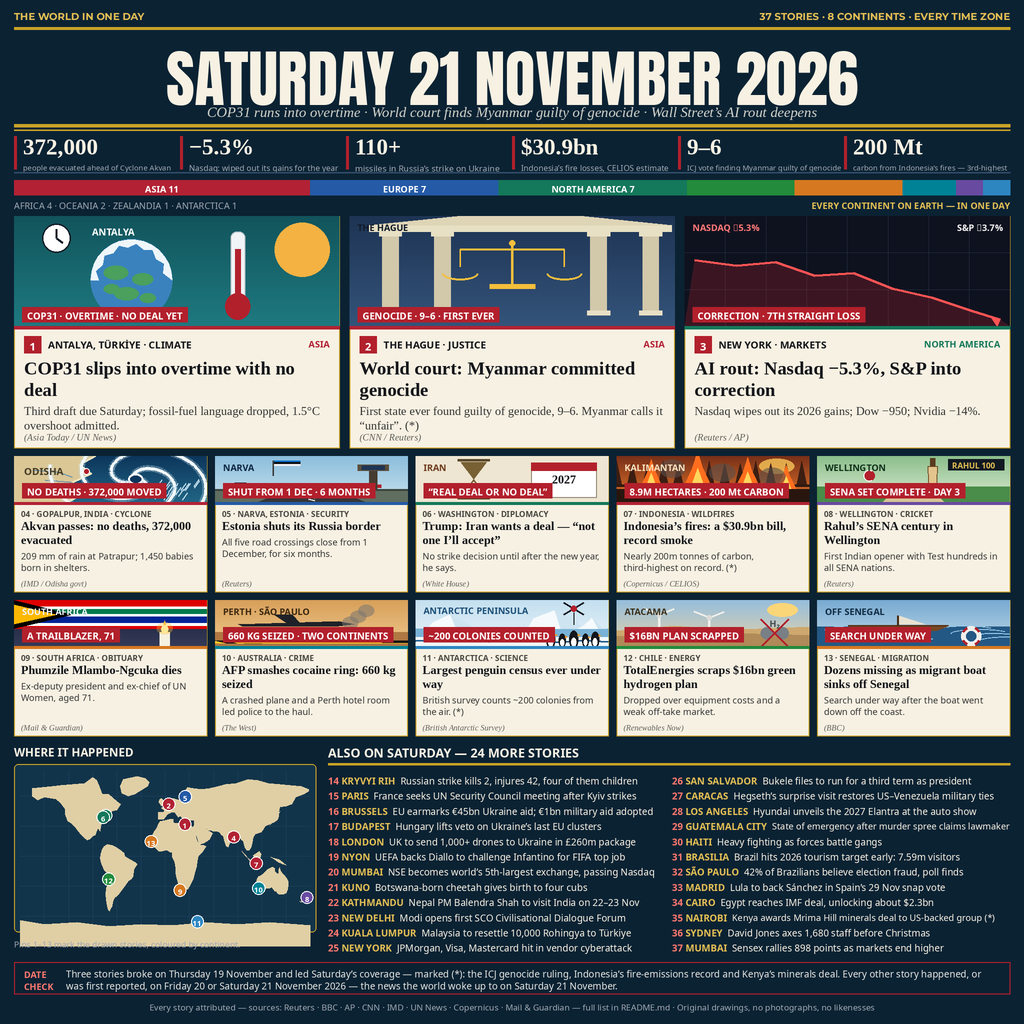 THE WORLD IN ONE DAY
37 STORIES · 8 CONTINENTS · EVERY TIME ZONE
SATURDAY 21 NOVEMBER 2026
COP31 runs into overtime · World court finds Myanmar guilty of genocide · Wall Street's AI rout deepens
372,000
people evacuated ahead of Cyclone Akvan
−5.3%
Nasdaq: wiped out its gains for the year
110+
missiles in Russia's strike on Ukraine
$30.9bn
Indonesia's fire losses, CELIOS estimate
9–6
ICJ vote finding Myanmar guilty of genocide
200 Mt
carbon from Indonesia's fires — 3rd-highest
ASIA 11
EUROPE 7
NORTH AMERICA 7
AFRICA 4 · OCEANIA 2 · ZEALANDIA 1 · ANTARCTICA 1
EVERY CONTINENT ON EARTH — IN ONE DAY
ANTALYA
COP31 · OVERTIME · NO DEAL YET
1 ANTALYA, TÜRKİYE · CLIMATE
ASIA
COP31 slips into overtime with no
deal
Third draft due Saturday; fossil-fuel language dropped, 1.5°C
overshoot admitted.
(Asia Today / UN News)
THE HAGUE
GENOCIDE · 9–6 · FIRST EVER
2 THE HAGUE · JUSTICE
ASIA
World court: Myanmar committed
genocide
First state ever found guilty of genocide, 9–6. Myanmar calls it
“unfair”. (*)
(CNN / Reuters)
NASDAQ ▯5.3%
S&P ▯3.7%
CORRECTION · 7TH STRAIGHT LOSS
3 NEW YORK · MARKETS
NORTH AMERICA
AI rout: Nasdaq −5.3%, S&P into
correction
Nasdaq wipes out its 2026 gains; Dow −950; Nvidia −14%.
(Reuters / AP)
ODISHA
NO DEATHS · 372,000 MOVED
04 · GOPALPUR, INDIA · CYCLONE
Akvan passes: no deaths, 372,000
evacuated
209 mm of rain at Patrapur; 1,450 babies
born in shelters.
(IMD / Odisha govt)
NARVA
SHUT FROM 1 DEC · 6 MONTHS
05 · NARVA, ESTONIA · SECURITY
Estonia shuts its Russia border
All five road crossings close from 1
December, for six months.
(Reuters)
IRAN
2027
“REAL DEAL OR NO DEAL”
06 · WASHINGTON · DIPLOMACY
Trump: Iran wants a deal — “not
one I'll accept”
No strike decision until after the new year,
he says.
(White House)
KALIMANTAN
8.9M HECTARES · 200 Mt CARBON
07 · INDONESIA · WILDFIRES
Indonesia's fires: a $30.9bn bill,
record smoke
Nearly 200m tonnes of carbon,
third-highest on record. (*)
(Copernicus / CELIOS)
WELLINGTON
RAHUL 100
SENA SET COMPLETE · DAY 3
08 · WELLINGTON · CRICKET
Rahul's SENA century in
Wellington
First Indian opener with Test hundreds in
all SENA nations.
(Reuters)
SOUTH AFRICA
A TRAILBLAZER, 71
09 · SOUTH AFRICA · OBITUARY
Phumzile Mlambo-Ngcuka dies
Ex-deputy president and ex-chief of UN
Women, aged 71.
(Mail & Guardian)
PERTH · SÃO PAULO
660 KG SEIZED · TWO CONTINENTS
10 · AUSTRALIA · CRIME
AFP smashes cocaine ring: 660 kg
seized
A crashed plane and a Perth hotel room
led police to the haul.
(The West)
ANTARCTIC PENINSULA
~200 COLONIES COUNTED
11 · ANTARCTICA · SCIENCE
Largest penguin census ever under
way
British survey counts ~200 colonies from
the air. (*)
(British Antarctic Survey)
ATACAMA
H₂
$16BN PLAN SCRAPPED
12 · CHILE · ENERGY
TotalEnergies scraps $16bn green
hydrogen plan
Dropped over equipment costs and a
weak off-take market.
(Renewables Now)
OFF SENEGAL
SEARCH UNDER WAY
13 · SENEGAL · MIGRATION
Dozens missing as migrant boat
sinks off Senegal
Search under way after the boat went
down off the coast.
(BBC)
WHERE IT HAPPENED
6
5
2
1
13
4
7
12
9
10
8
11
Pins 1–13 mark the drawn stories, coloured by continent.
ALSO ON SATURDAY — 24 MORE STORIES
14 KRYVYI RIH Russian strike kills 2, injures 42, four of them children
15 PARIS France seeks UN Security Council meeting after Kyiv strikes
16 BRUSSELS EU earmarks €45bn Ukraine aid; €1bn military aid adopted
17 BUDAPEST Hungary lifts veto on Ukraine's last EU clusters
18 LONDON UK to send 1,000+ drones to Ukraine in £260m package
19 NYON UEFA backs Diallo to challenge Infantino for FIFA top job
20 MUMBAI NSE becomes world's 5th-largest exchange, passing Nasdaq
21 KUNO Botswana-born cheetah gives birth to four cubs
22 KATHMANDU Nepal PM Balendra Shah to visit India on 22–23 Nov
23 NEW DELHI Modi opens first SCO Civilisational Dialogue Forum
24 KUALA LUMPUR Malaysia to resettle 10,000 Rohingya to Türkiye
25 NEW YORK JPMorgan, Visa, Mastercard hit in vendor cyberattack
26 SAN SALVADOR Bukele files to run for a third term as president
27 CARACAS Hegseth's surprise visit restores US–Venezuela military ties
28 LOS ANGELES Hyundai unveils the 2027 Elantra at the auto show
29 GUATEMALA CITY State of emergency after murder spree claims lawmaker
30 HAITI Heavy fighting as forces battle gangs
31 BRASILIA Brazil hits 2026 tourism target early: 7.59m visitors
32 SÃO PAULO 42% of Brazilians believe election fraud, poll finds
33 MADRID Lula to back Sánchez in Spain's 29 Nov snap vote
34 CAIRO Egypt reaches IMF deal, unlocking about $2.3bn
35 NAIROBI Kenya awards Mrima Hill minerals deal to US-backed group (*)
36 SYDNEY David Jones axes 1,680 staff before Christmas
37 MUMBAI Sensex rallies 898 points as markets end higher
DATE
CHECK
Three stories broke on Thursday 19 November and led Saturday's coverage — marked (*): the ICJ genocide ruling, Indonesia's fire-emissions record and Kenya's minerals deal. Every other story happened, or
was first reported, on Friday 20 or Saturday 21 November 2026 — the news the world woke up to on Saturday 21 November.
Every story attributed — sources: Reuters · BBC · AP · CNN · IMD · UN News · Copernicus · Mail & Guardian — full list in README.md · Original drawings, no photographs, no likenesses